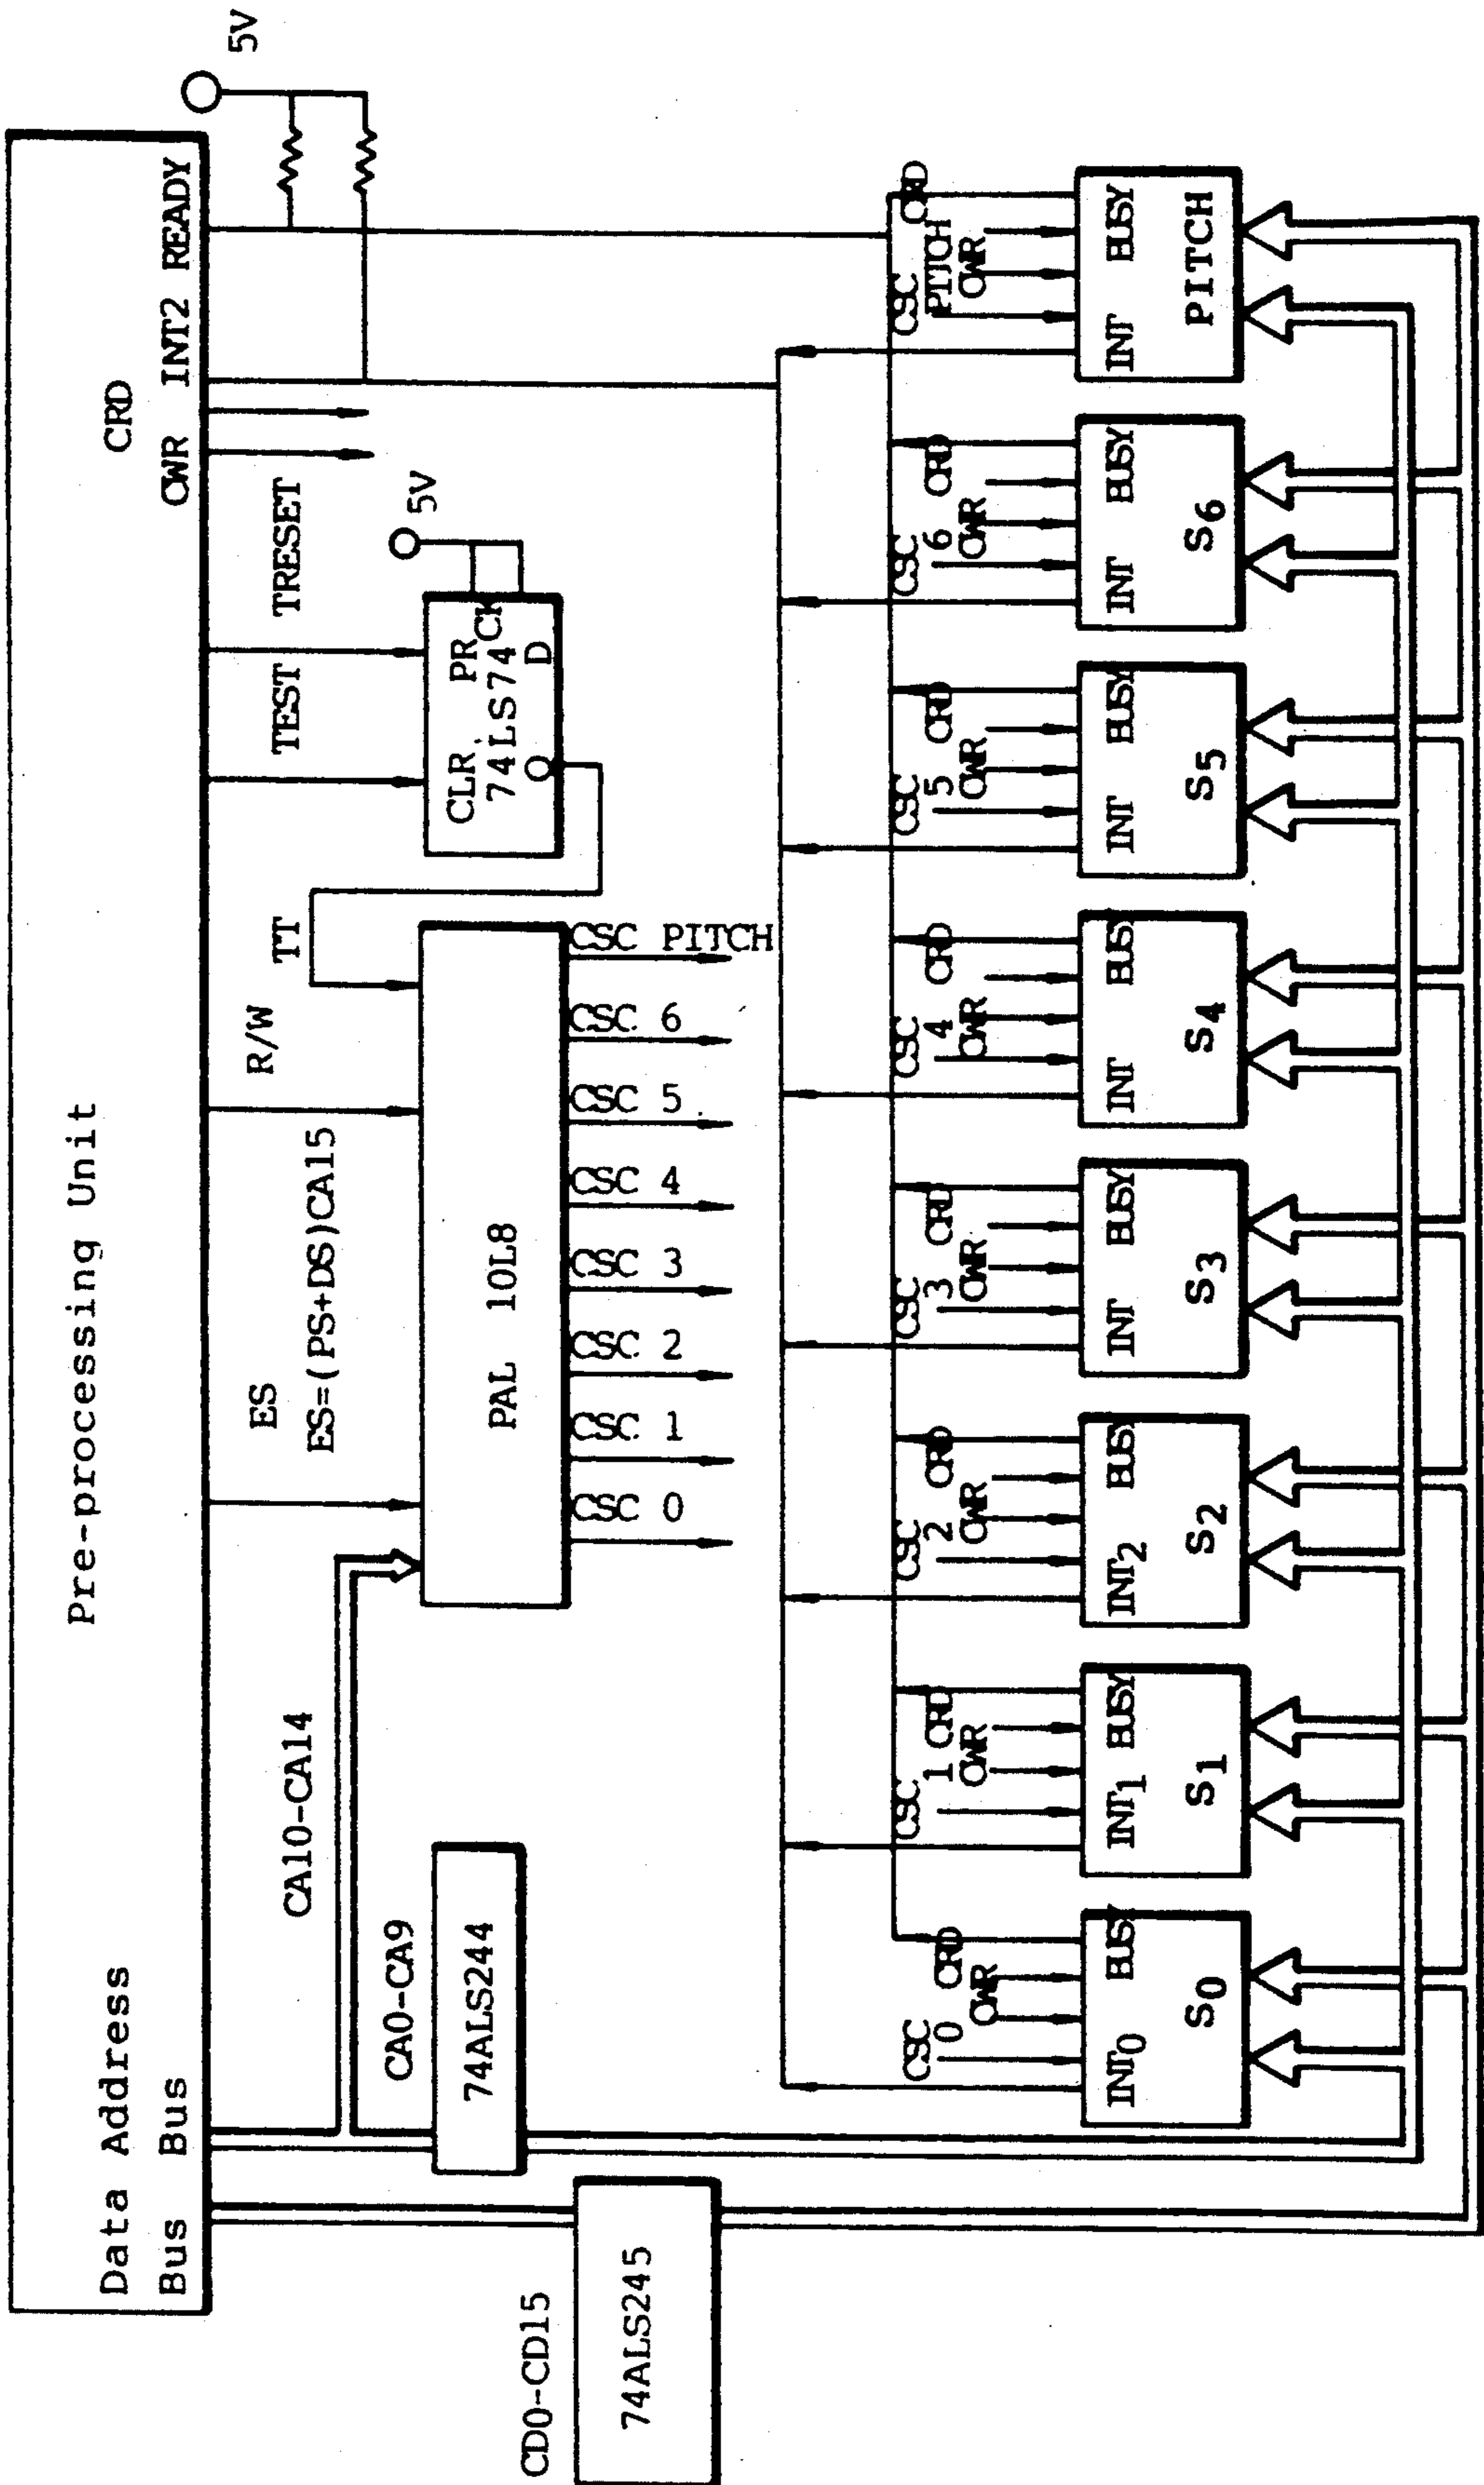 Pre-processing Unit
Data Address
Bus Bus
CRD
CWR INT2 READY
5V
CD0-CD15
74ALS245
CA0-CA9
74ALS244
CA10-CA14
ES
ES=(PS+DS)CA15
R/W
TT
TEST
TRESET
CLR PR
74LS74
CK
D
5V
PAL 10L8
CSC 0
CSC 1
CSC 2
CSC 3
CSC 4
CSC 5
CSC 6
CSC PITCH
CSC 0
CWR
CRD
INT0
BUSY
S0
CSC 1
CWR
CRD
INT1
BUSY
S1
CSC 2
CWR
CRD
INT2
BUSY
S2
CSC 3
CWR
CRD
INT
BUSY
S3
CSC 4
CWR
CRD
INT
BUSY
S4
CSC 5
CWR
CRD
INT
BUSY
S5
CSC 6
CWR
CRD
INT
BUSY
S6
CSC PITCH
CWR
CRD
INT
BUSY
PITCH